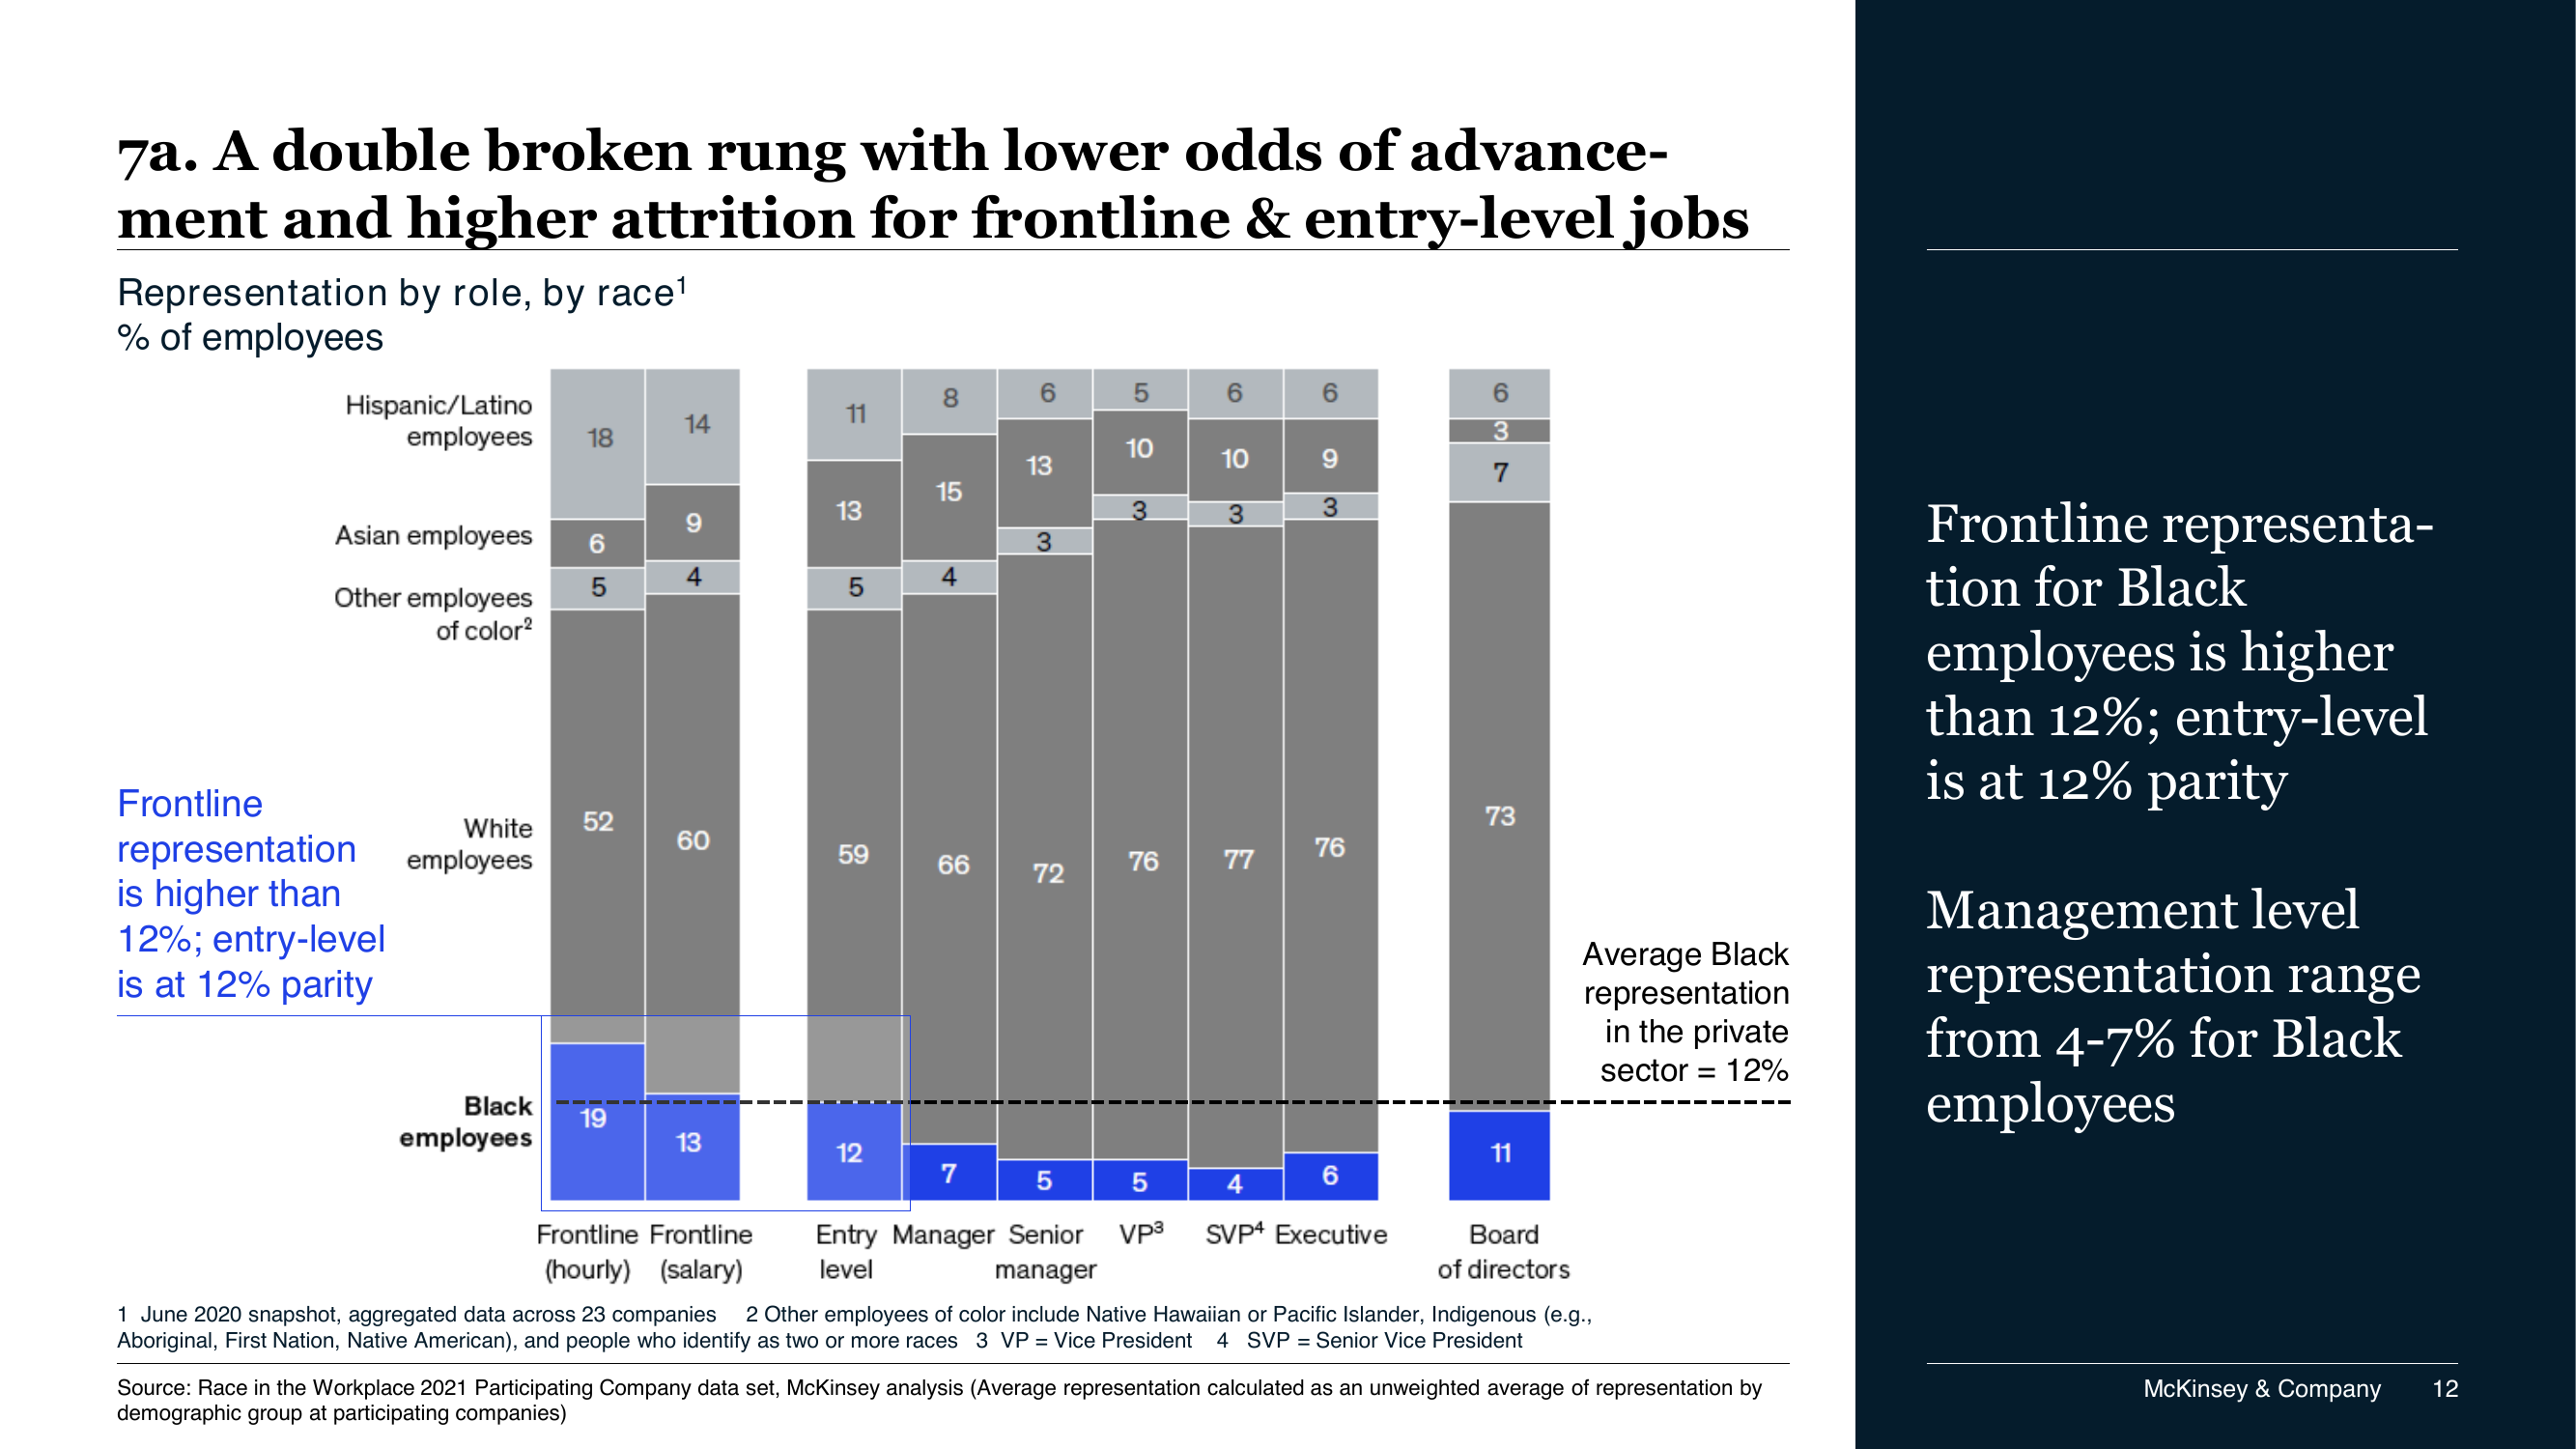 7a. A double broken rung with lower odds of advance-
ment and higher attrition for frontline & entry-level jobs
Representation by role, by race1
% of employees
Hispanic/Latino
employees
Asian employees
Other employees
of color2
White
employees
Black
employees
18 14 11 8 6 5 6 6 6
6 9 13 15 13 10 10 9 3
5 4 5 4 3 3 3 3 7
52 60 59 66 72 76 77 76 73
19 13 12 7 5 5 4 6 11
Frontline
representation
is higher than
12%; entry-level
is at 12% parity
Average Black
representation
in the private
sector = 12%
Frontline Frontline Entry Manager Senior VP3 SVP4 Executive Board
(hourly) (salary) level manager of directors
1 June 2020 snapshot, aggregated data across 23 companies 2 Other employees of color include Native Hawaiian or Pacific Islander, Indigenous (e.g.,
Aboriginal, First Nation, Native American), and people who identify as two or more races 3 VP = Vice President 4 SVP = Senior Vice President
Source: Race in the Workplace 2021 Participating Company data set, McKinsey analysis (Average representation calculated as an unweighted average of representation by
demographic group at participating companies)
Frontline representa-
tion for Black
employees is higher
than 12%; entry-level
is at 12% parity
Management level
representation range
from 4-7% for Black
employees
McKinsey & Company 12